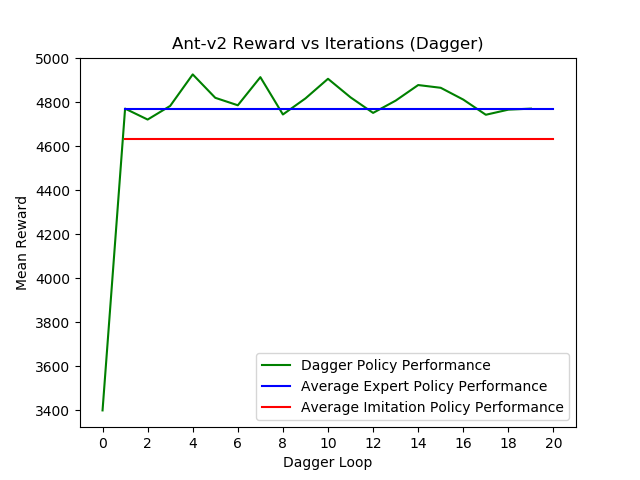 Ant-v2 Reward vs Iterations (Dagger)
5000
4800
4600
4400
4200
4000
3800
3600
3400
Mean Reward
Dagger Policy Performance
Average Expert Policy Performance
Average Imitation Policy Performance
0 2 4 6 8 10 12 14 16 18 20
Dagger Loop